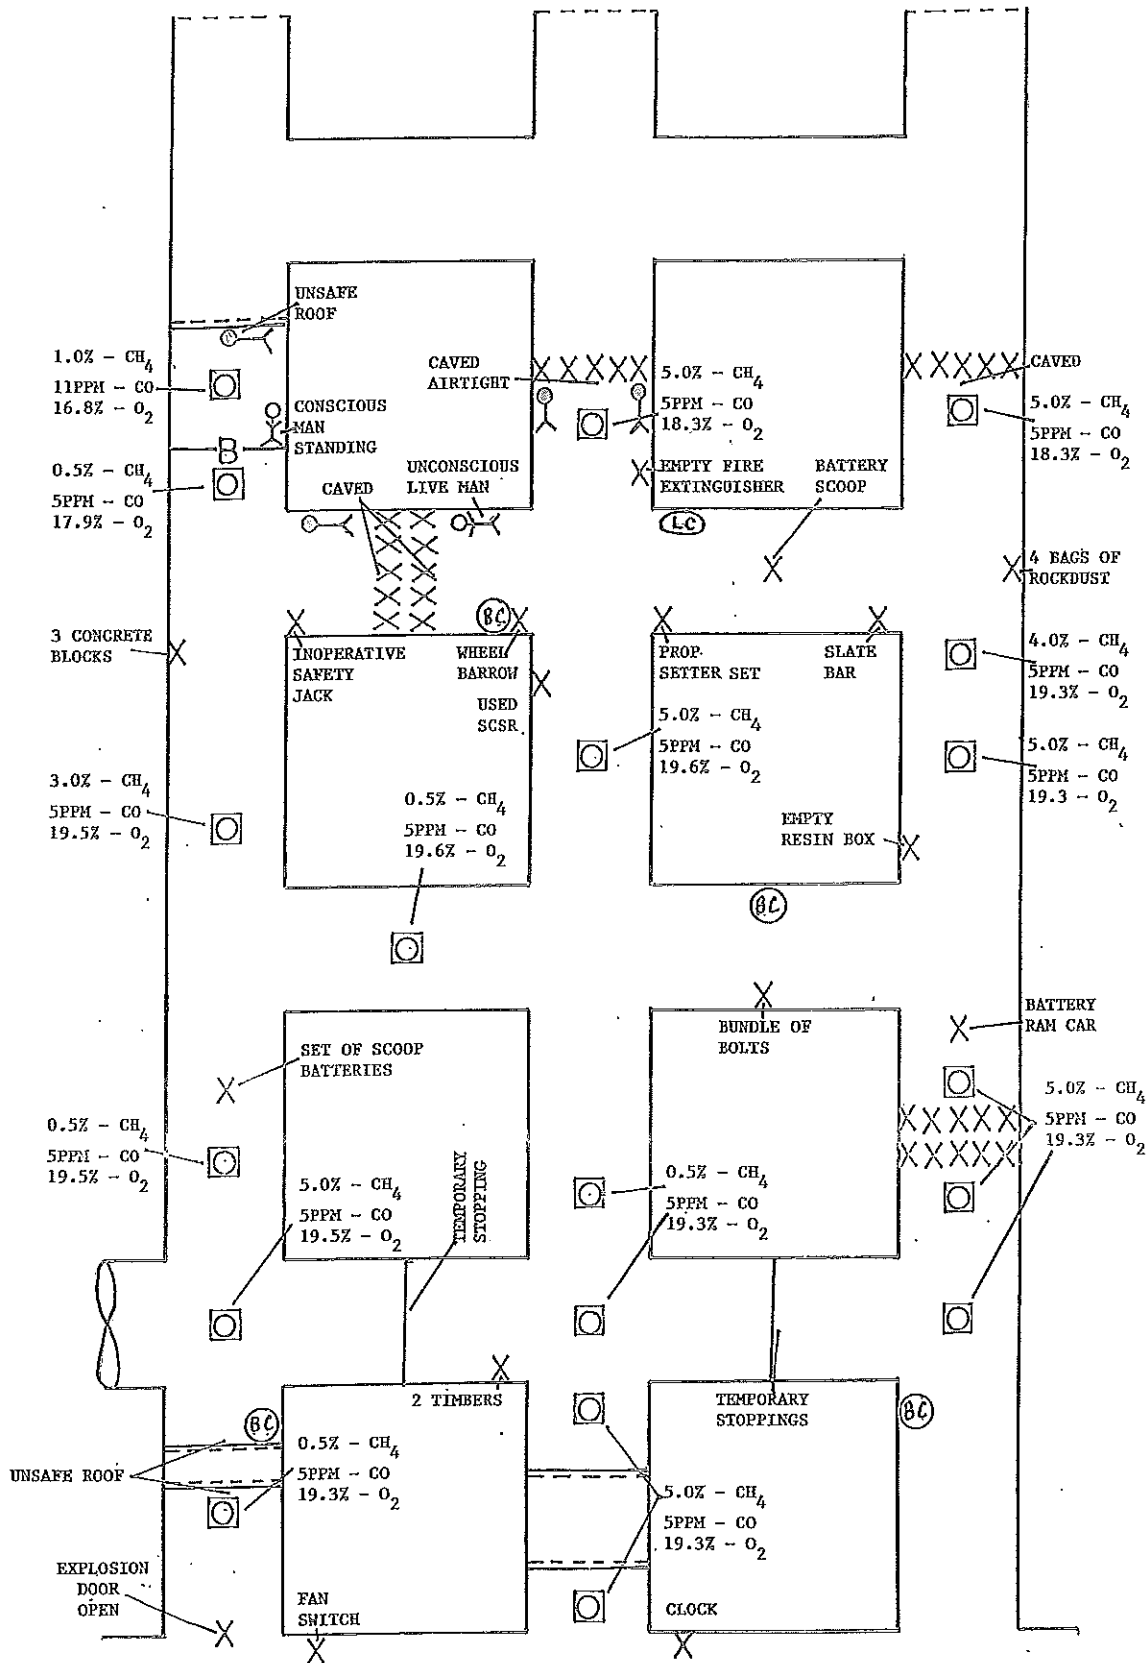 UNSAFE
ROOF
1.0% - CH4
11PPM - CO
16.8% - O2
CAVED
AIRTIGHT
5.0% - CH4
5PPM - CO
18.3% - O2
CAVED
5.0% - CH4
5PPM - CO
18.3% - O2
CONSCIOUS
MAN
STANDING
B
0.5% - CH4
5PPM - CO
17.9% - O2
CAVED
UNCONSCIOUS
LIVE MAN
EMPTY FIRE
EXTINGUISHER
BATTERY
SCOOP
LC
4 BAGS OF
ROCKDUST
3 CONCRETE
BLOCKS
INOPERATIVE
SAFETY
JACK
BC
WHEEL
BARROW
USED
SCSR
PROP
SETTER SET
SLATE
BAR
4.0% - CH4
5PPM - CO
19.3% - O2
5.0% - CH4
5PPM - CO
19.6% - O2
5.0% - CH4
5PPM - CO
19.3 - O2
3.0% - CH4
5PPM - CO
19.5% - O2
0.5% - CH4
5PPM - CO
19.6% - O2
EMPTY
RESIN BOX
BC
BATTERY
RAM CAR
SET OF SCOOP
BATTERIES
BUNDLE OF
BOLTS
5.0% - CH4
5PPM - CO
19.3% - O2
0.5% - CH4
5PPM - CO
19.5% - O2
5.0% - CH4
5PPM - CO
19.5% - O2
TEMPORARY
STOPPING
0.5% - CH4
5PPM - CO
19.3% - O2
2 TIMBERS
TEMPORARY
STOPPINGS
BC
BC
UNSAFE ROOF
0.5% - CH4
5PPM - CO
19.3% - O2
5.0% - CH4
5PPM - CO
19.3% - O2
EXPLOSION
DOOR
OPEN
FAN
SWITCH
CLOCK